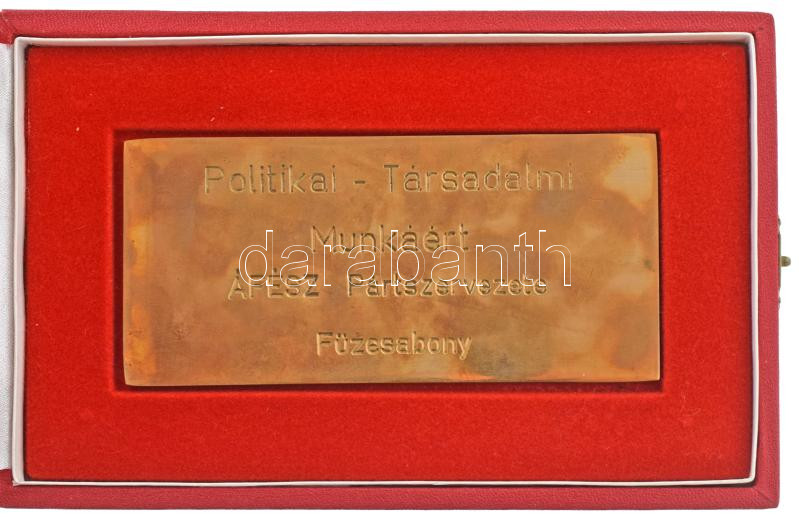 Politikai - Társadalmi
Munkáért
darabanth
ÁFÉSZ Pártszervezete
Füzesabony